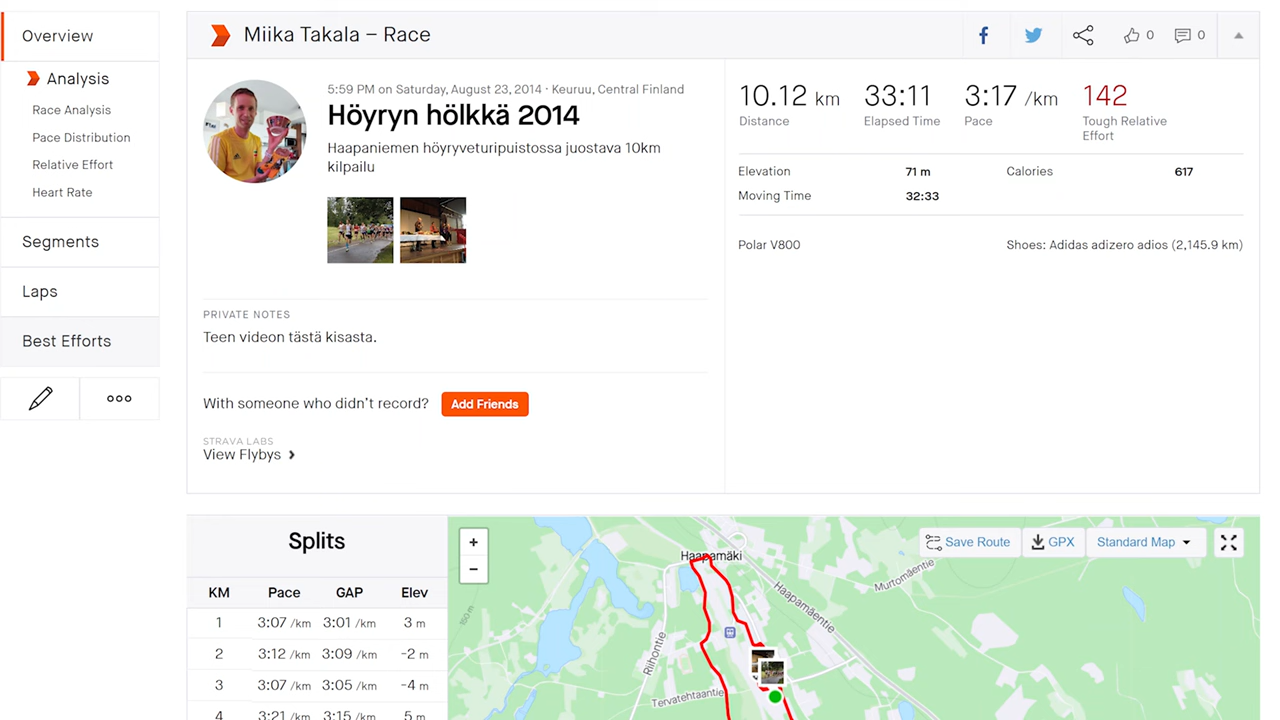 Overview
Analysis
Race Analysis
Pace Distribution
Relative Effort
Heart Rate
Segments
Laps
Best Efforts
Miika Takala – Race
0
0
5:59 PM on Saturday, August 23, 2014 · Keuruu, Central Finland
Höyryn hölkkä 2014
Haapaniemen höyryveturipuistossa juostava 10km
kilpailu
PRIVATE NOTES
Teen videon tästä kisasta.
With someone who didn't record? Add Friends
STRAVA LABS
View Flybys
10.12 km 33:11 3:17 /km 142
Distance Elapsed Time Pace Tough Relative
Effort
Elevation 71 m Calories 617
Moving Time 32:33
Polar V800 Shoes: Adidas adizero adios (2,145.9 km)
Splits
KM Pace GAP Elev
1 3:07 /km 3:01 /km 3 m
2 3:12 /km 3:09 /km -2 m
3 3:07 /km 3:05 /km -4 m
4 3:21 /km 3:15 /km 5 m
+
−
Save Route GPX Standard Map
Haapamäki
Murtomäentie
Haapamäentie
150 m
Riihontie
Tervatehtaantie